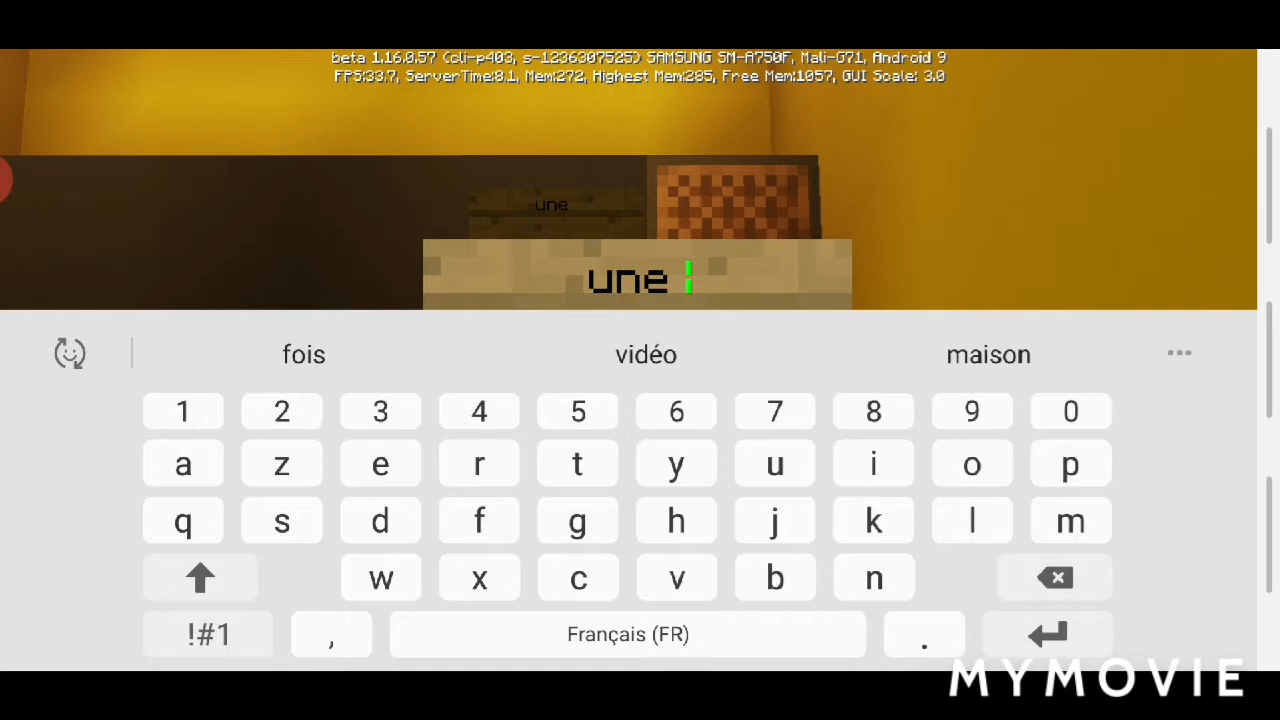 beta 1.16.0.57 (cli-p403, s-1236307525) SAMSUNG SM-A750F, Mali-G71, Android 9
FPS:33.7, ServerTime:8.1, Mem:272, Highest Mem:285, Free Mem:1057, GUI Scale: 3.0
une
une
fois vidéo maison
1 2 3 4 5 6 7 8 9 0
a z e r t y u i o p
q s d f g h j k l m
w x c v b n
!#1 , Français (FR) .
MYMOVIE